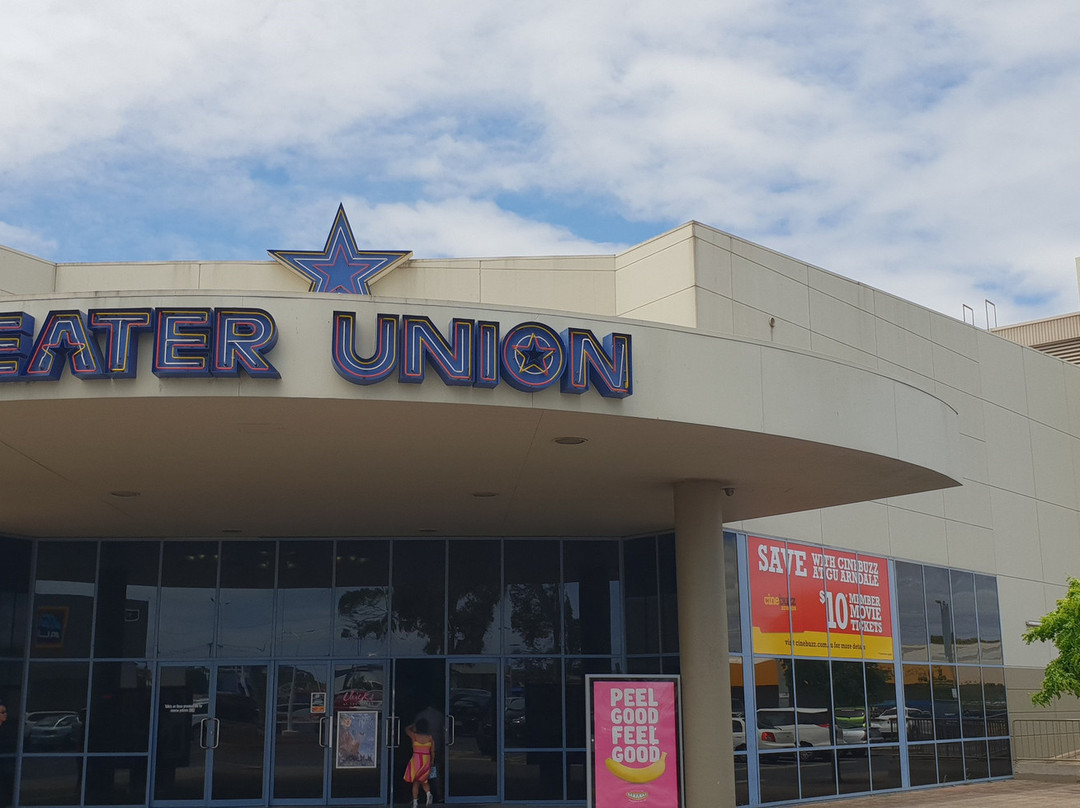 EATER UNION
SAVE WITH CINEBUZZ
AT GU ARNDALE
$10 MEMBER
MOVIE
TICKETS
PEEL
GOOD
FEEL
GOOD